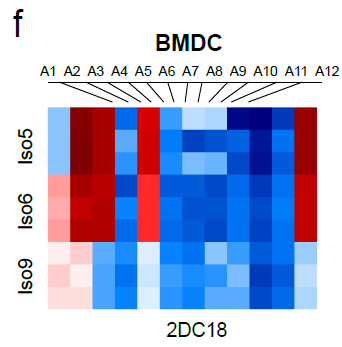 f
BMDC
A1 A2 A3 A4 A5 A6 A7 A8 A9 A10 A11 A12
Iso5
Iso6
Iso9
2DC18